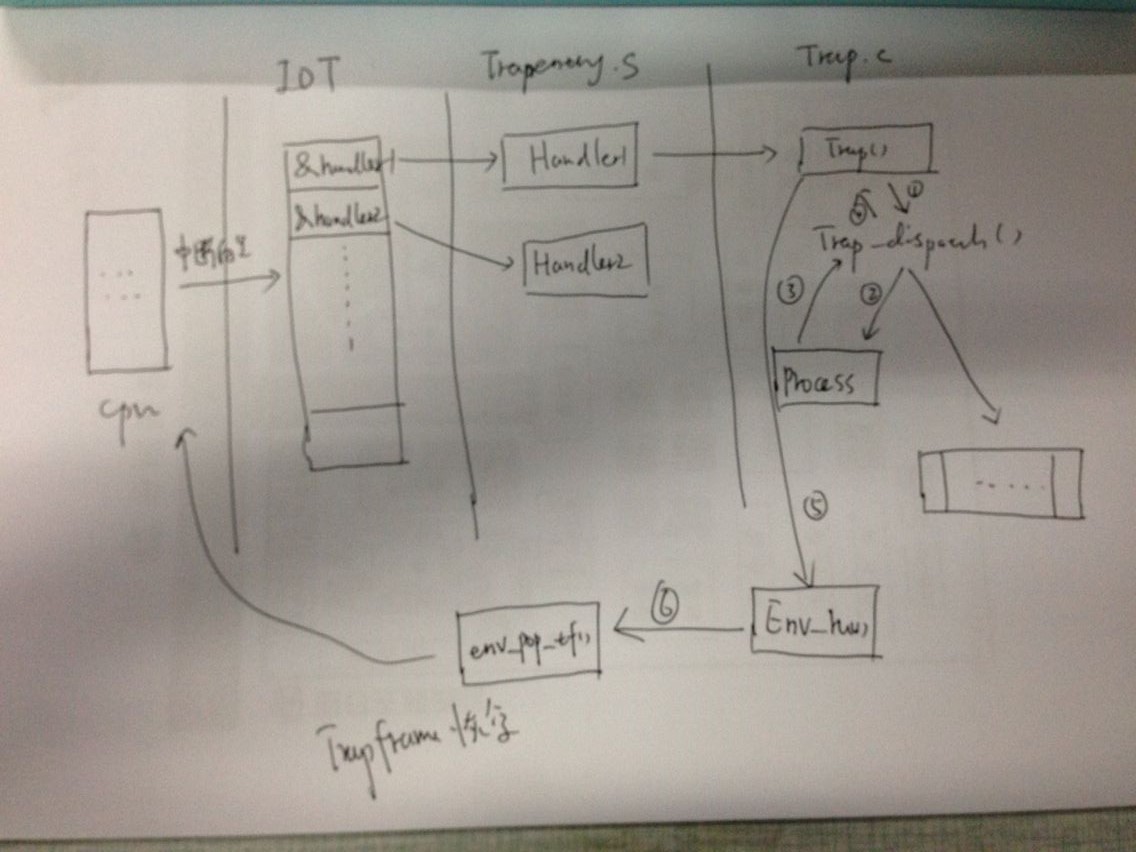 IDT
Trapentry.S
Trap.c
&handler1
Handler1
Trap()
①
④
&handler2
中断向量
Trap_dispatch()
Handler2
③
②
Process
cpu
⑤
⑥
env_pop_tf()
Trapframe 恢复